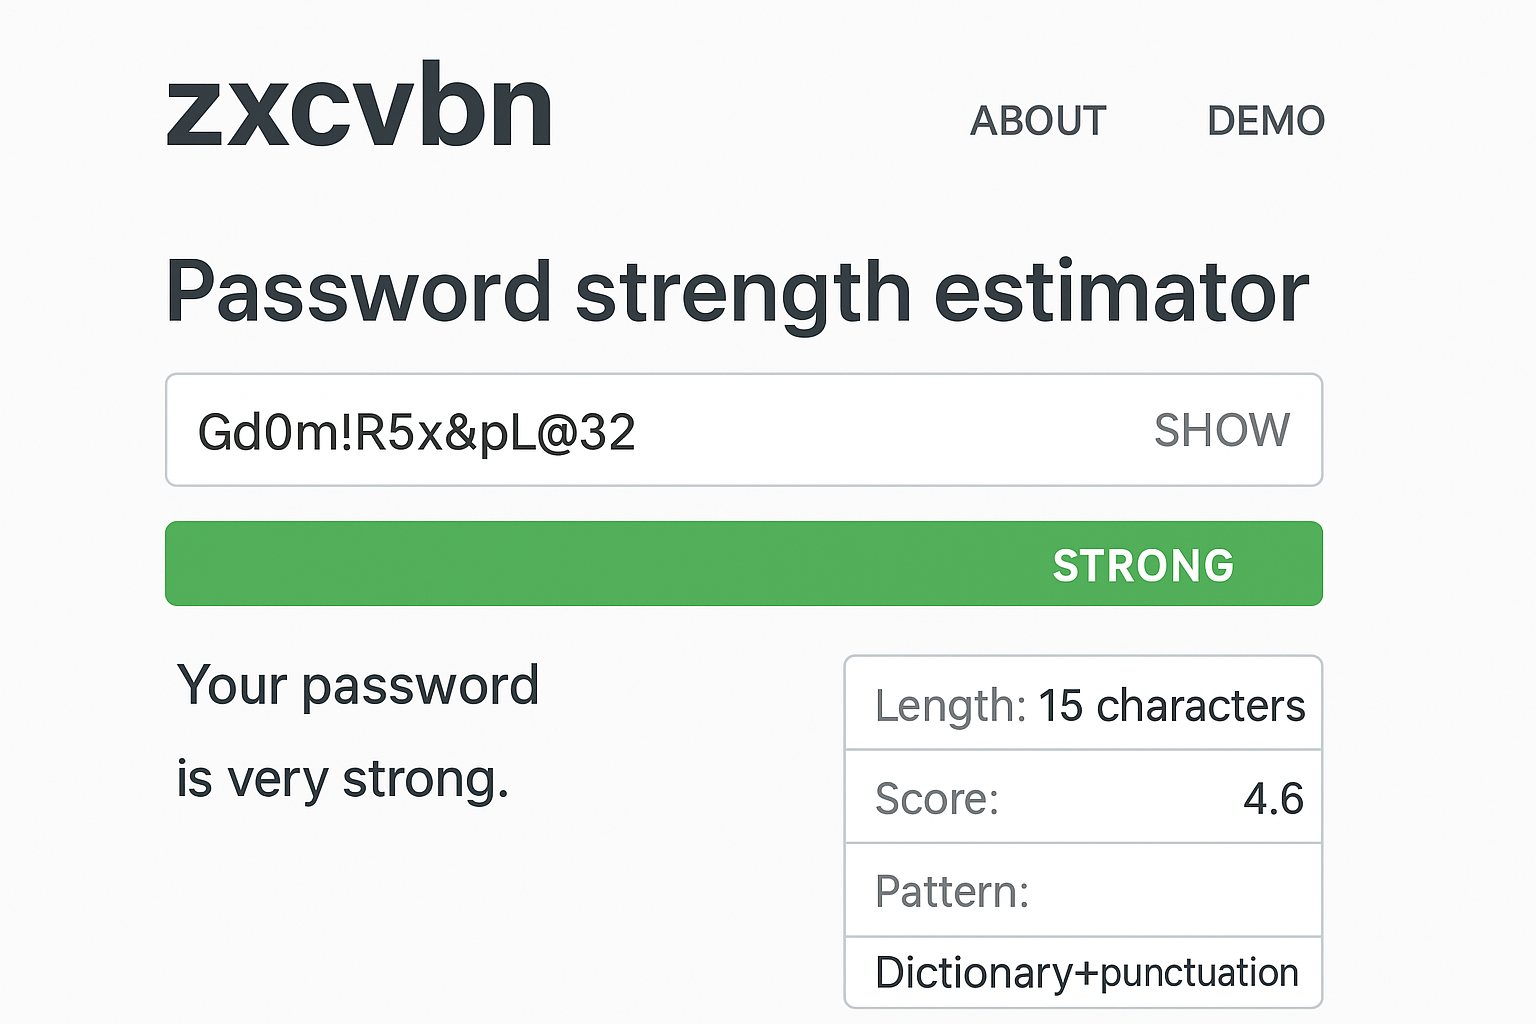 zxcvbn
ABOUT DEMO
Password strength estimator
Gd0m!R5x&pL@32 SHOW
STRONG
Your password
is very strong.
Length: 15 characters
Score: 4.6
Pattern:
Dictionary+punctuation